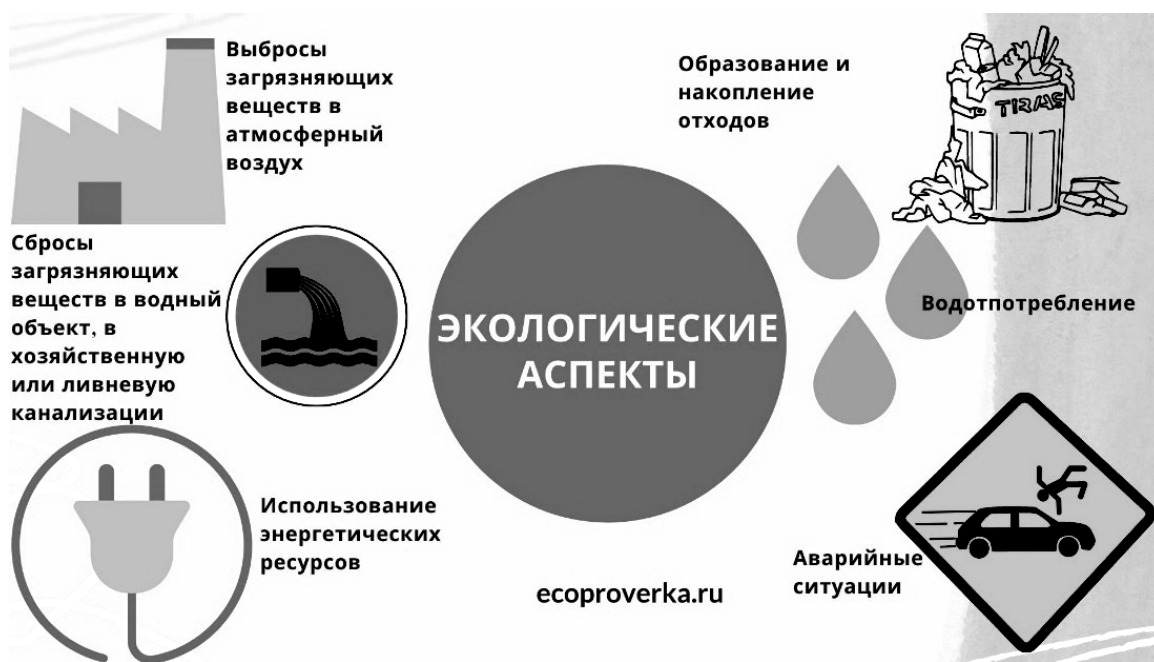 Выбросы
загрязняющих
веществ в
атмосферный
воздух
Образование и
накопление
отходов
Сбросы
загрязняющих
веществ в водный
объект, в
хозяйственную
или ливневую
канализации
ЭКОЛОГИЧЕСКИЕ
АСПЕКТЫ
Водотпотребление
Использование
энергетических
ресурсов
Аварийные
ситуации
ecoproverka.ru